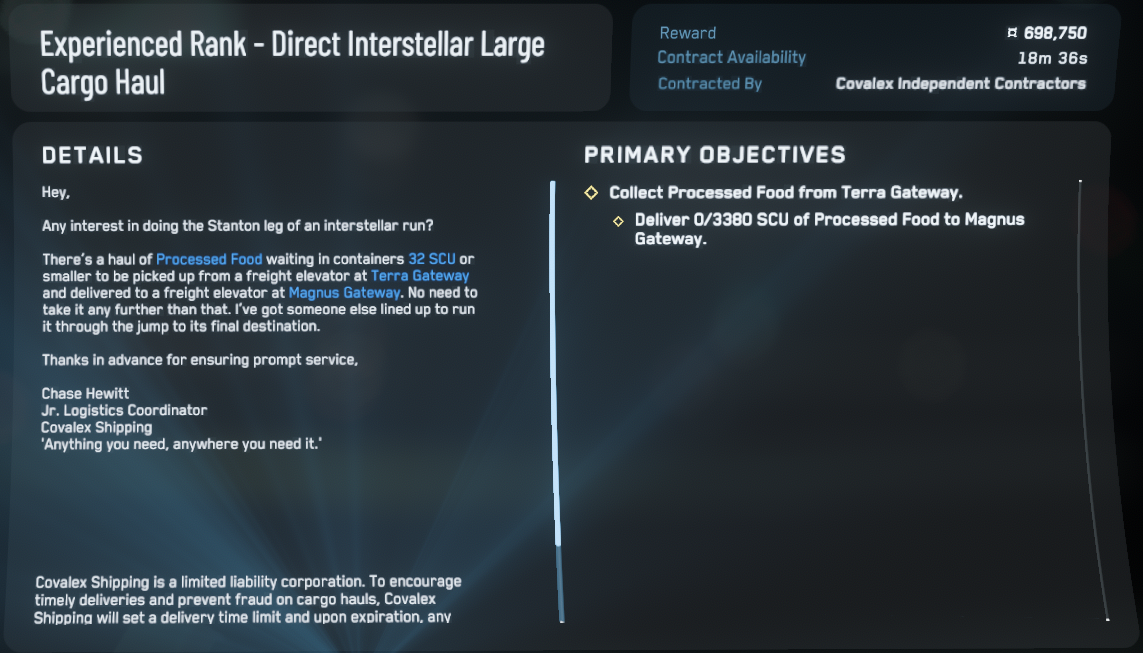 Experienced Rank - Direct Interstellar Large
Cargo Haul
Reward ¤ 698,750
Contract Availability 18m 36s
Contracted By Covalex Independent Contractors
DETAILS
Hey,
Any interest in doing the Stanton leg of an interstellar run?
There's a haul of Processed Food waiting in containers 32 SCU or
smaller to be picked up from a freight elevator at Terra Gateway
and delivered to a freight elevator at Magnus Gateway. No need to
take it any further than that. I've got someone else lined up to run
it through the jump to its final destination.
Thanks in advance for ensuring prompt service,
Chase Hewitt
Jr. Logistics Coordinator
Covalex Shipping
'Anything you need, anywhere you need it.'
Covalex Shipping is a limited liability corporation. To encourage
timely deliveries and prevent fraud on cargo hauls, Covalex
Shipping will set a delivery time limit and upon expiration, any
PRIMARY OBJECTIVES
Collect Processed Food from Terra Gateway.
Deliver 0/3380 SCU of Processed Food to Magnus
Gateway.